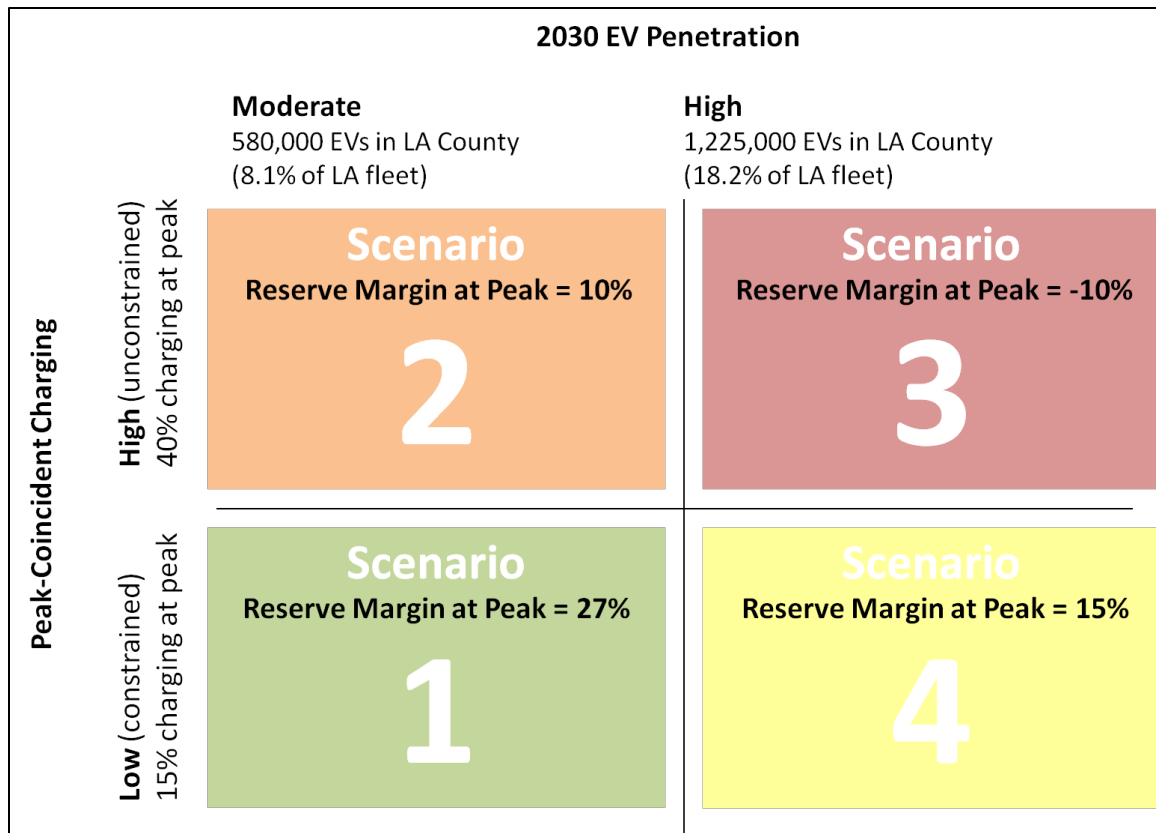 2030 EV Penetration
Moderate
580,000 EVs in LA County
(8.1% of LA fleet)
High
1,225,000 EVs in LA County
(18.2% of LA fleet)
Peak-Coincident Charging
High (unconstrained)
40% charging at peak
Scenario
Reserve Margin at Peak = 10%
2
Scenario
Reserve Margin at Peak = -10%
3
Low (constrained)
15% charging at peak
Scenario
Reserve Margin at Peak = 27%
1
Scenario
Reserve Margin at Peak = 15%
4